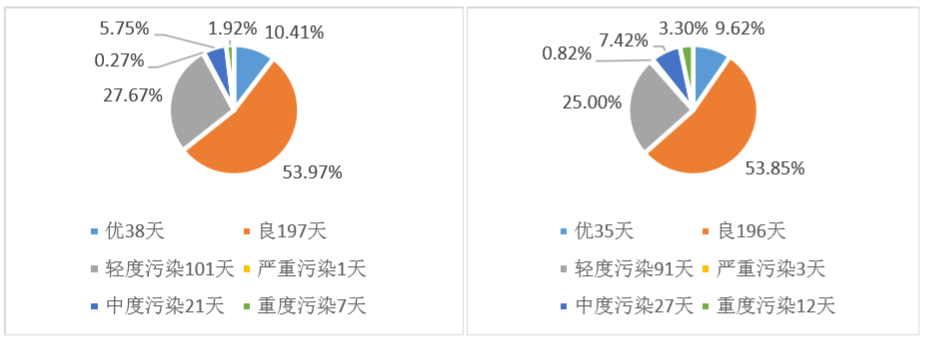 5.75%
1.92%
10.41%
0.27%
27.67%
53.97%
优38天
良197天
轻度污染101天
严重污染1天
中度污染21天
重度污染7天
3.30%
9.62%
7.42%
0.82%
25.00%
53.85%
优35天
良196天
轻度污染91天
严重污染3天
中度污染27天
重度污染12天